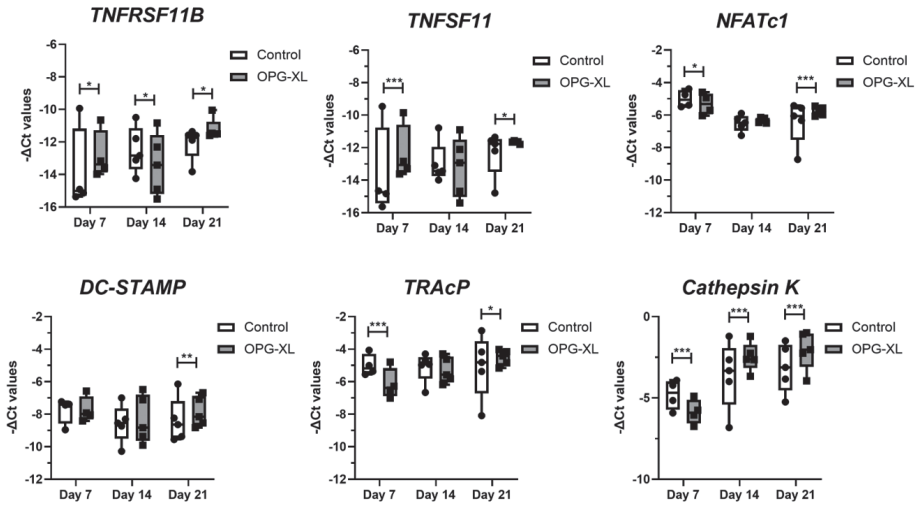 TNFRSF11B
-6
-8
-10
-12
-14
-16
-ΔCt values
*
*
*
Day 7
Day 14
Day 21
Control
OPG-XL
TNFSF11
-6
-8
-10
-12
-14
-16
-ΔCt values
***
*
Day 7
Day 14
Day 21
Control
OPG-XL
NFATc1
-2
-4
-6
-8
-10
-12
-ΔCt values
*
***
Day 7
Day 14
Day 21
Control
OPG-XL
DC-STAMP
-2
-4
-6
-8
-10
-12
-ΔCt values
**
Day 7
Day 14
Day 21
Control
OPG-XL
TRAcP
-2
-4
-6
-8
-10
-12
-ΔCt values
***
*
Day 7
Day 14
Day 21
Control
OPG-XL
Cathepsin K
0
-5
-10
-ΔCt values
***
***
***
Day 7
Day 14
Day 21
Control
OPG-XL